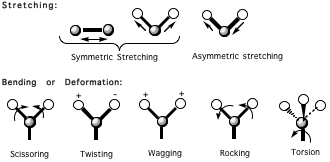 Stretching:
Symmetric Stretching
Asymmetric stretching
Bending or Deformation:
+ - + +
Scissoring Twisting Wagging Rocking Torsion